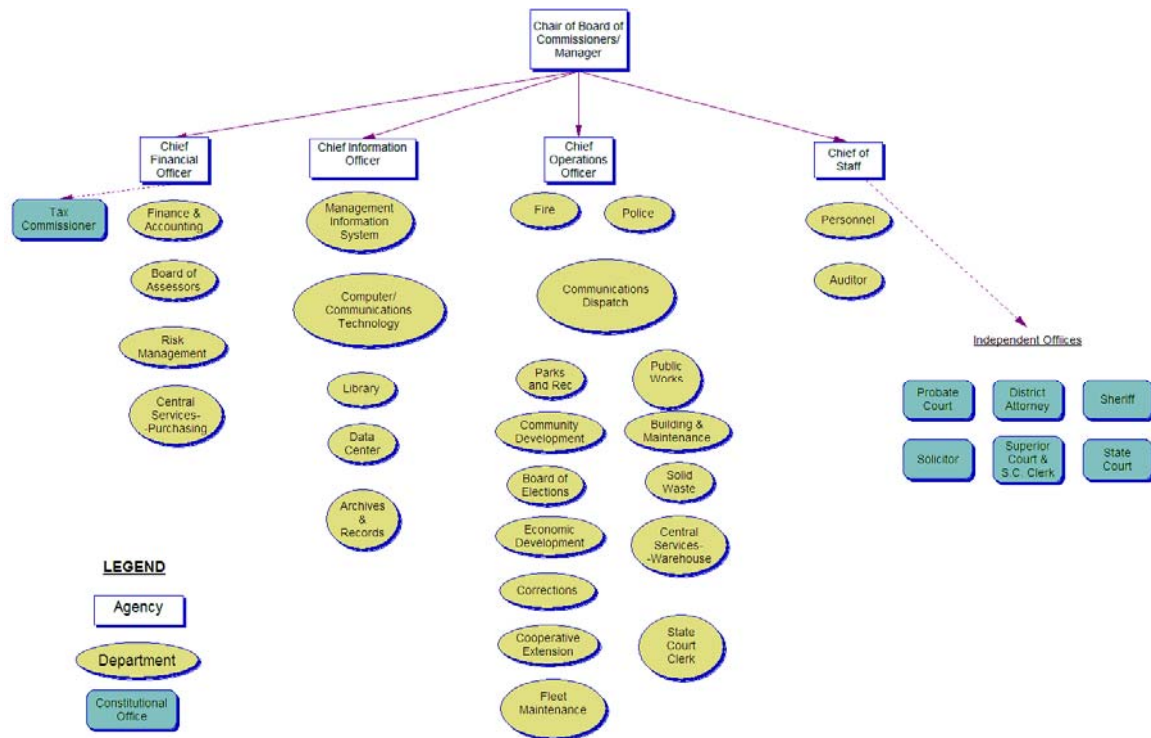 Chair of Board of
Commissioners/
Manager
Chief
Financial
Officer
Chief Information
Officer
Chief
Operations
Officer
Chief of
Staff
Tax
Commissioner
Finance &
Accounting
Board of
Assessors
Risk
Management
Central
Services-
-Purchasing
Management
Information
System
Computer/
Communications
Technology
Library
Data
Center
Archives
&
Records
Fire
Police
Communications
Dispatch
Parks
and Rec
Public
Works
Community
Development
Building &
Maintenance
Board of
Elections
Solid
Waste
Economic
Development
Central
Services-
-Warehouse
Corrections
Cooperative
Extension
State
Court
Clerk
Fleet
Maintenance
Personnel
Auditor
Independent Offices
Probate
Court
District
Attorney
Sheriff
Solicitor
Superior
Court &
S.C. Clerk
State
Court
LEGEND
Agency
Department
Constitutional
Office